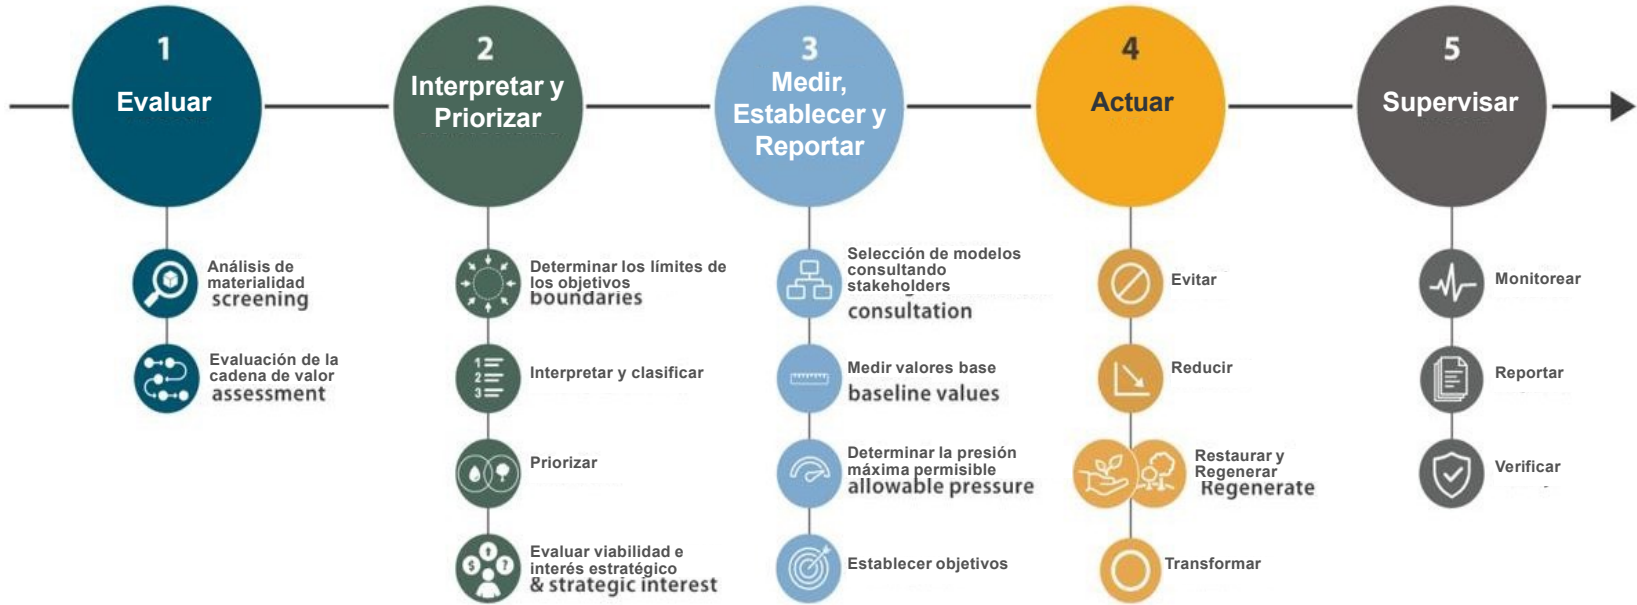 1
Evaluar
2
Interpretar y
Priorizar
3
Medir,
Establecer y
Reportar
4
Actuar
5
Supervisar
Análisis de
materialidad
screening
Evaluación de la
cadena de valor
assessment
Determinar los límites de
los objetivos
boundaries
1
2
3
Interpretar y clasificar
Priorizar
$
?
Evaluar viabilidad e
interés estratégico
& strategic interest
Selección de modelos
consultando
stakeholders
consultation
Medir valores base
baseline values
Determinar la presión
máxima permisible
allowable pressure
Establecer objetivos
Evitar
Reducir
Restaurar y
Regenerar
Regenerate
Transformar
Monitorear
Reportar
Verificar